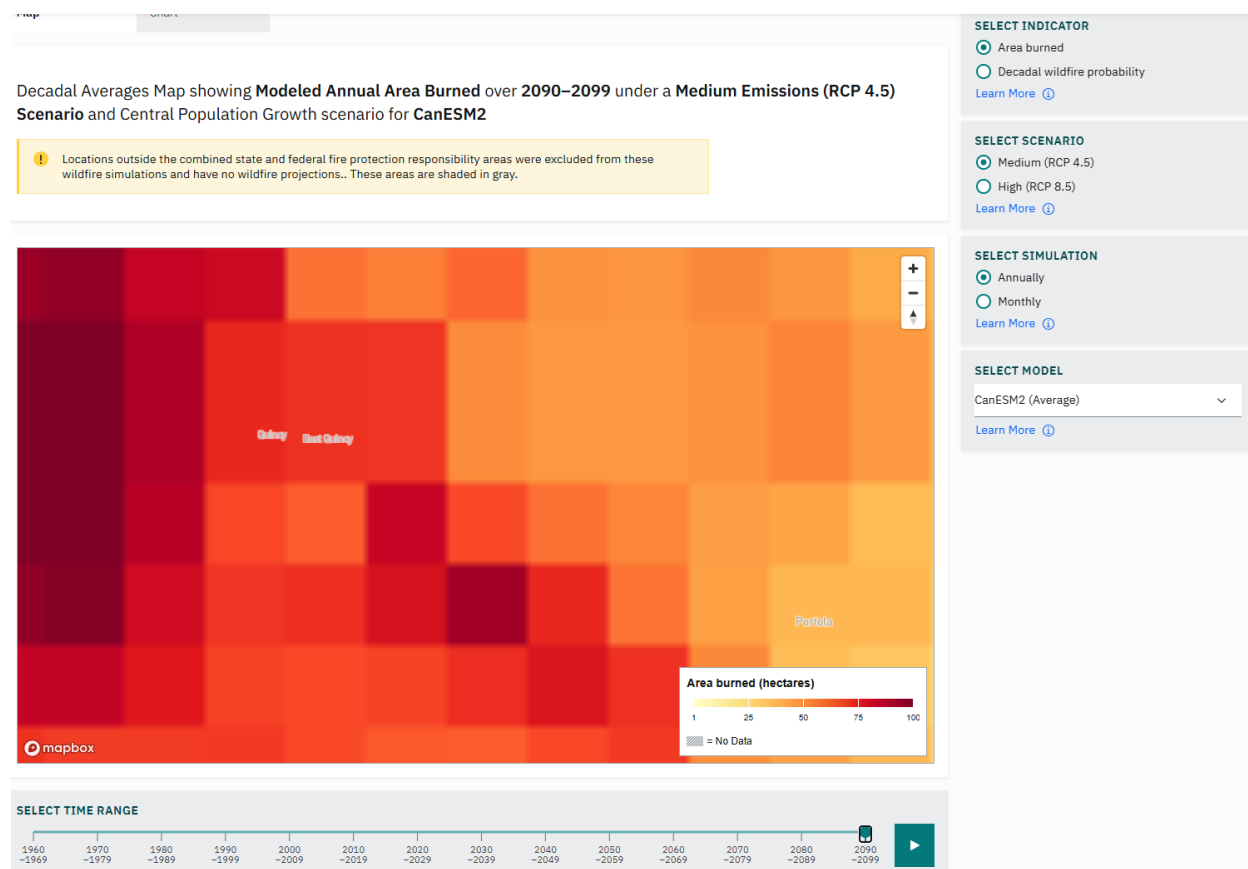 Map
Chart
Decadal Averages Map showing Modeled Annual Area Burned over 2090–2099 under a Medium Emissions (RCP 4.5)
Scenario and Central Population Growth scenario for CanESM2
! Locations outside the combined state and federal fire protection responsibility areas were excluded from these
wildfire simulations and have no wildfire projections.. These areas are shaded in gray.
Quincy
East Quincy
Portola
Area burned (hectares)
1 25 50 75 100
= No Data
mapbox
SELECT TIME RANGE
1960 1970 1980 1990 2000 2010 2020 2030 2040 2050 2060 2070 2080 2090
–1969 –1979 –1989 –1999 –2009 –2019 –2029 –2039 –2049 –2059 –2069 –2079 –2089 –2099
SELECT INDICATOR
Area burned
Decadal wildfire probability
Learn More
SELECT SCENARIO
Medium (RCP 4.5)
High (RCP 8.5)
Learn More
SELECT SIMULATION
Annually
Monthly
Learn More
SELECT MODEL
CanESM2 (Average)
Learn More